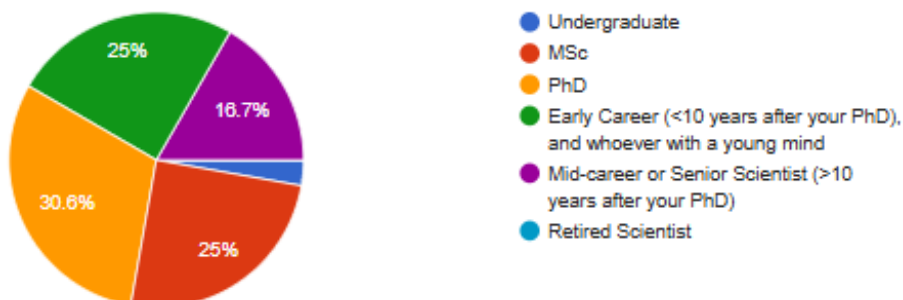 25%
16.7%
30.6%
25%
Undergraduate
MSc
PhD
Early Career (<10 years after your PhD),
and whoever with a young mind
Mid-career or Senior Scientist (>10
years after your PhD)
Retired Scientist